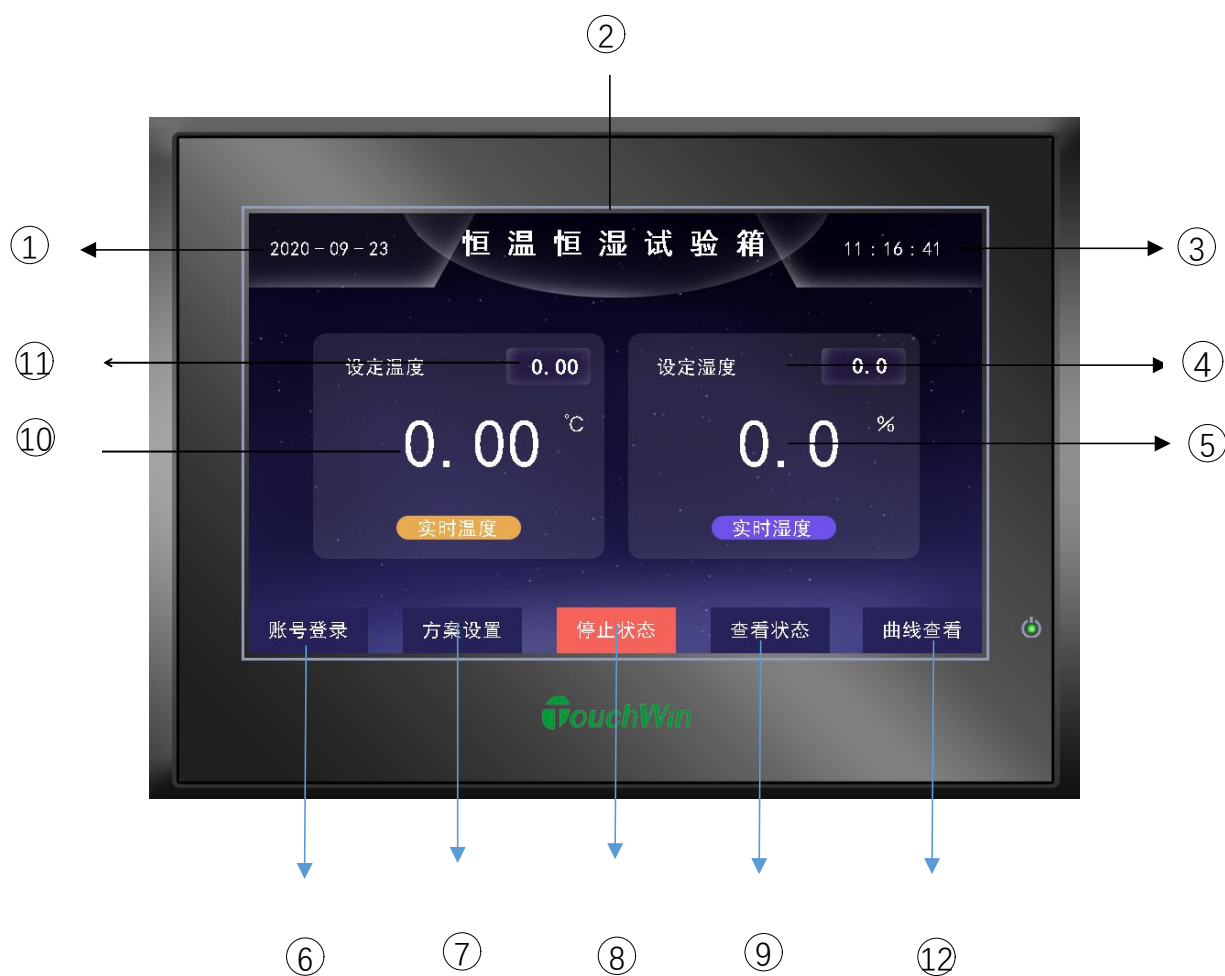 ②
① 2020-09-23 恒温恒湿试验箱 11:16:41 ③
⑪ 设定温度 0.00 设定湿度 0.0 ④
⑩ 0.00 ℃ 0.0 % ⑤
实时温度 实时湿度
账号登录 方案设置 停止状态 查看状态 曲线查看
TouchWin
⑥ ⑦ ⑧ ⑨ ⑫